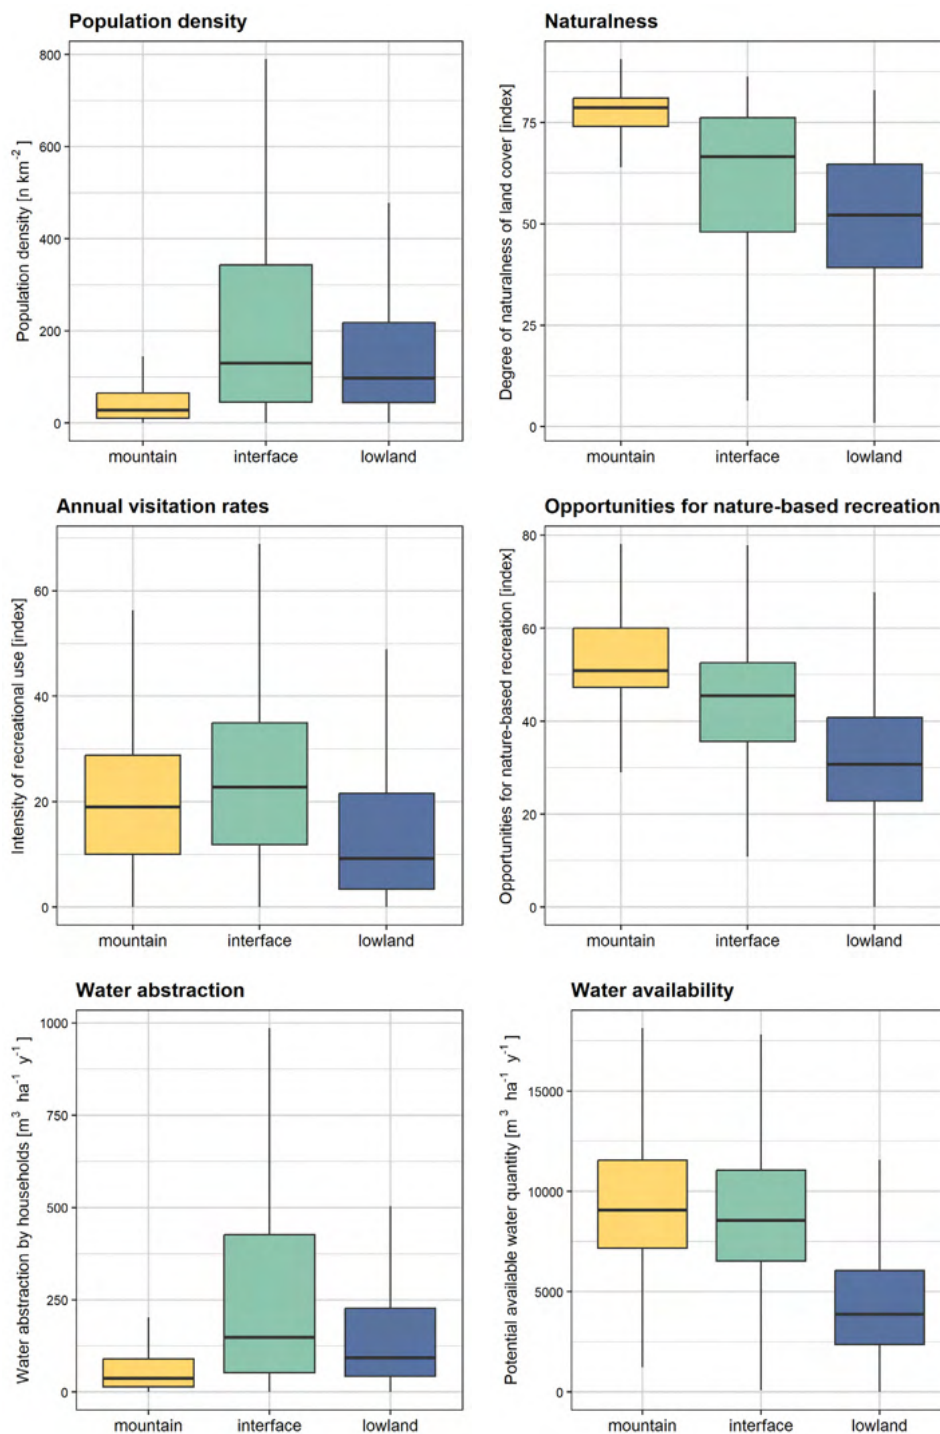 Population density
Population density [n km-2 ]
800
600
400
200
0
mountain interface lowland
Naturalness
Degree of naturalness of land cover [index]
75
50
25
0
mountain interface lowland
Annual visitation rates
Intensity of recreational use [index]
60
40
20
0
mountain interface lowland
Opportunities for nature-based recreation
Opportunities for nature-based recreation [index]
80
60
40
20
0
mountain interface lowland
Water abstraction
Water abstraction by households [m3 ha-1 y-1 ]
1000
750
500
250
0
mountain interface lowland
Water availability
Potential available water quantity [m3 ha-1 y-1 ]
15000
10000
5000
0
mountain interface lowland